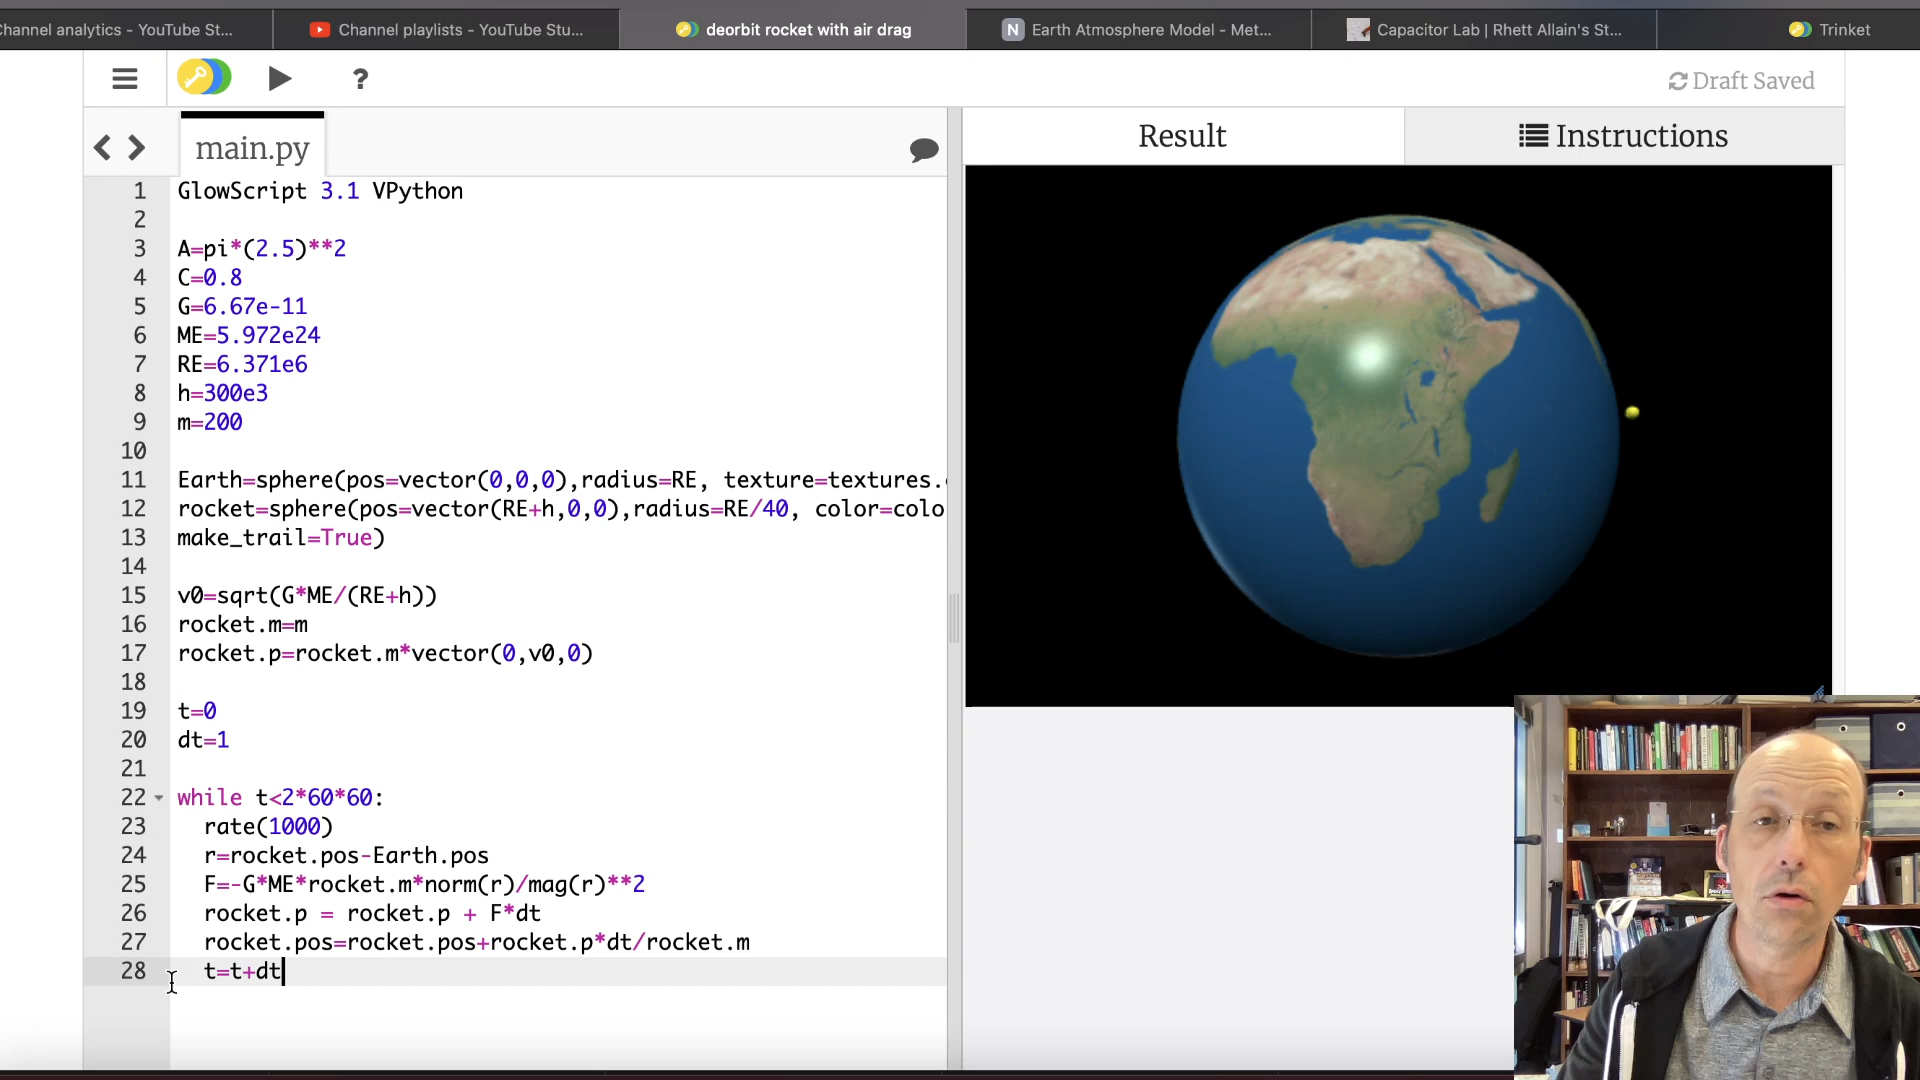 hannel analytics - YouTube St...
Channel playlists - YouTube Stu...
deorbit rocket with air drag
N Earth Atmosphere Model - Met...
Capacitor Lab | Rhett Allain's St...
Trinket
?
Draft Saved
main.py
Result
Instructions
1 GlowScript 3.1 VPython
2
3 A=pi*(2.5)**2
4 C=0.8
5 G=6.67e-11
6 ME=5.972e24
7 RE=6.371e6
8 h=300e3
9 m=200
10
11 Earth=sphere(pos=vector(0,0,0),radius=RE, texture=textures.
12 rocket=sphere(pos=vector(RE+h,0,0),radius=RE/40, color=colo
13 make_trail=True)
14
15 v0=sqrt(G*ME/(RE+h))
16 rocket.m=m
17 rocket.p=rocket.m*vector(0,v0,0)
18
19 t=0
20 dt=1
21
22 while t<2*60*60:
23 rate(1000)
24 r=rocket.pos-Earth.pos
25 F=-G*ME*rocket.m*norm(r)/mag(r)**2
26 rocket.p = rocket.p + F*dt
27 rocket.pos=rocket.pos+rocket.p*dt/rocket.m
28 t=t+dt